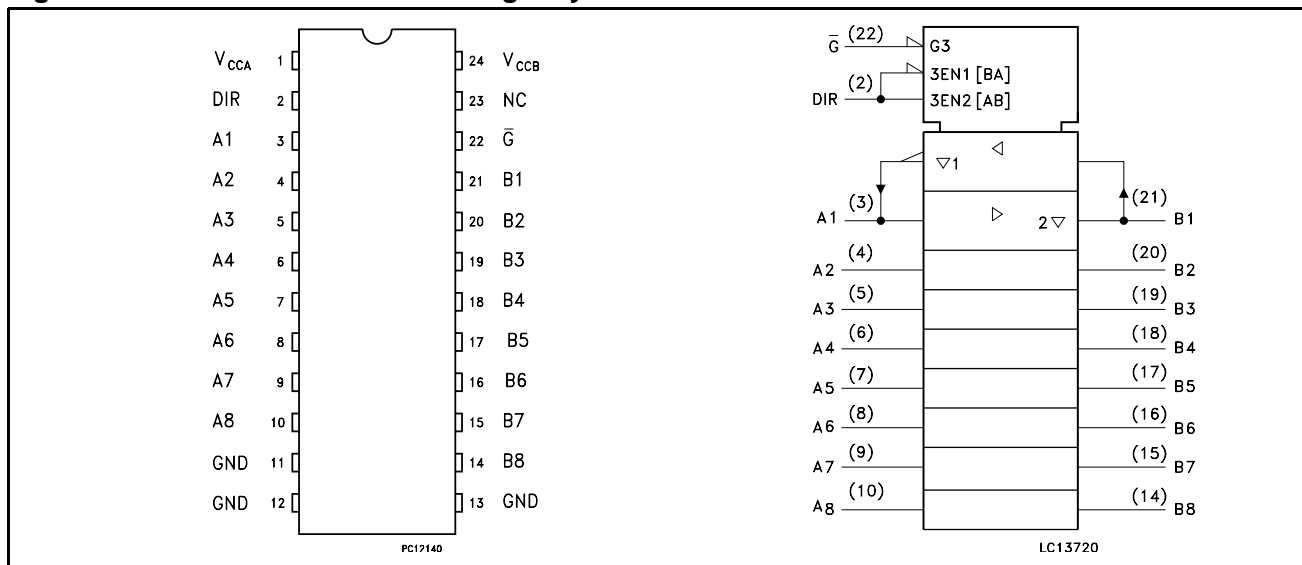 V_CCA 1 24 V_CCB
DIR 2 23 NC
A1 3 22 G̅
A2 4 21 B1
A3 5 20 B2
A4 6 19 B3
A5 7 18 B4
A6 8 17 B5
A7 9 16 B6
A8 10 15 B7
GND 11 14 B8
GND 12 13 GND
PC12140
G̅ (22) G3
3EN1 [BA]
DIR (2) 3EN2 [AB]
1
A1 (3) 2 (21) B1
A2 (4) (20) B2
A3 (5) (19) B3
A4 (6) (18) B4
A5 (7) (17) B5
A6 (8) (16) B6
A7 (9) (15) B7
A8 (10) (14) B8
LC13720